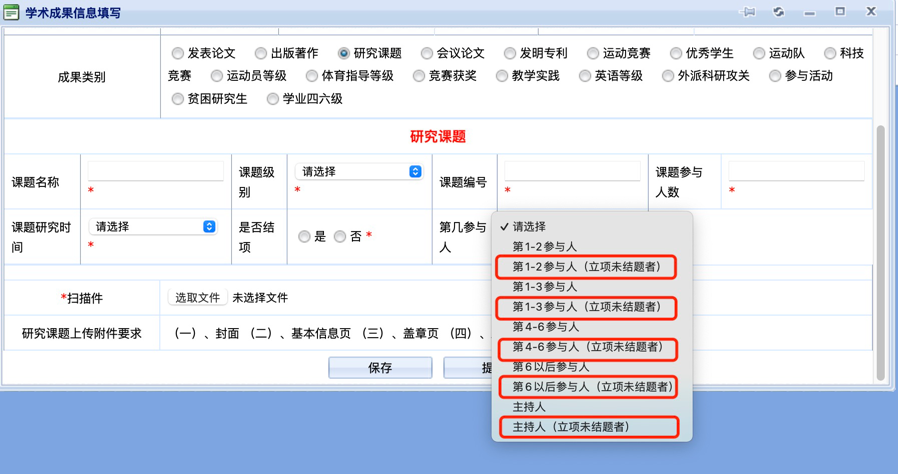 学术成果信息填写
成果类别
发表论文 出版著作 研究课题 会议论文 发明专利 运动竞赛 优秀学生 运动队 科技
竞赛 运动员等级 体育指导等级 竞赛获奖 教学实践 英语等级 外派科研攻关 参与活动
贫困研究生 学业四六级
研究课题
课题名称 * 课题级别 请选择 * 课题编号 * 课题参与人数 *
课题研究时间 请选择 * 是否结项 是 否 * 第几参与人
✓ 请选择
第1-2参与人
第1-2参与人（立项未结题者）
第1-3参与人
第1-3参与人（立项未结题者）
第4-6参与人
第4-6参与人（立项未结题者）
第6以后参与人
第6以后参与人（立项未结题者）
主持人
主持人（立项未结题者）
*扫描件 选取文件 未选择文件
研究课题上传附件要求 （一）、封面 （二）、基本信息页 （三）、盖章页 （四）、
保存 提